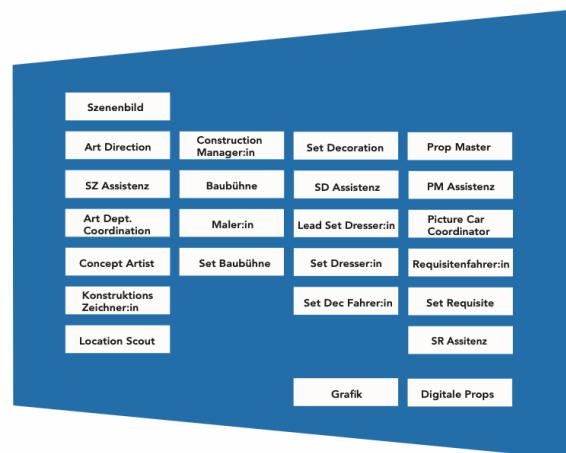 Szenenbild
Art Direction
Construction
Manager:in
Set Decoration
Prop Master
SZ Assistenz
Baubühne
SD Assistenz
PM Assistenz
Art Dept.
Coordination
Maler:in
Lead Set Dresser:in
Picture Car
Coordinator
Concept Artist
Set Baubühne
Set Dresser:in
Requisitenfahrer:in
Konstruktions
Zeichner:in
Set Dec Fahrer:in
Set Requisite
Location Scout
SR Assitenz
Grafik
Digitale Props